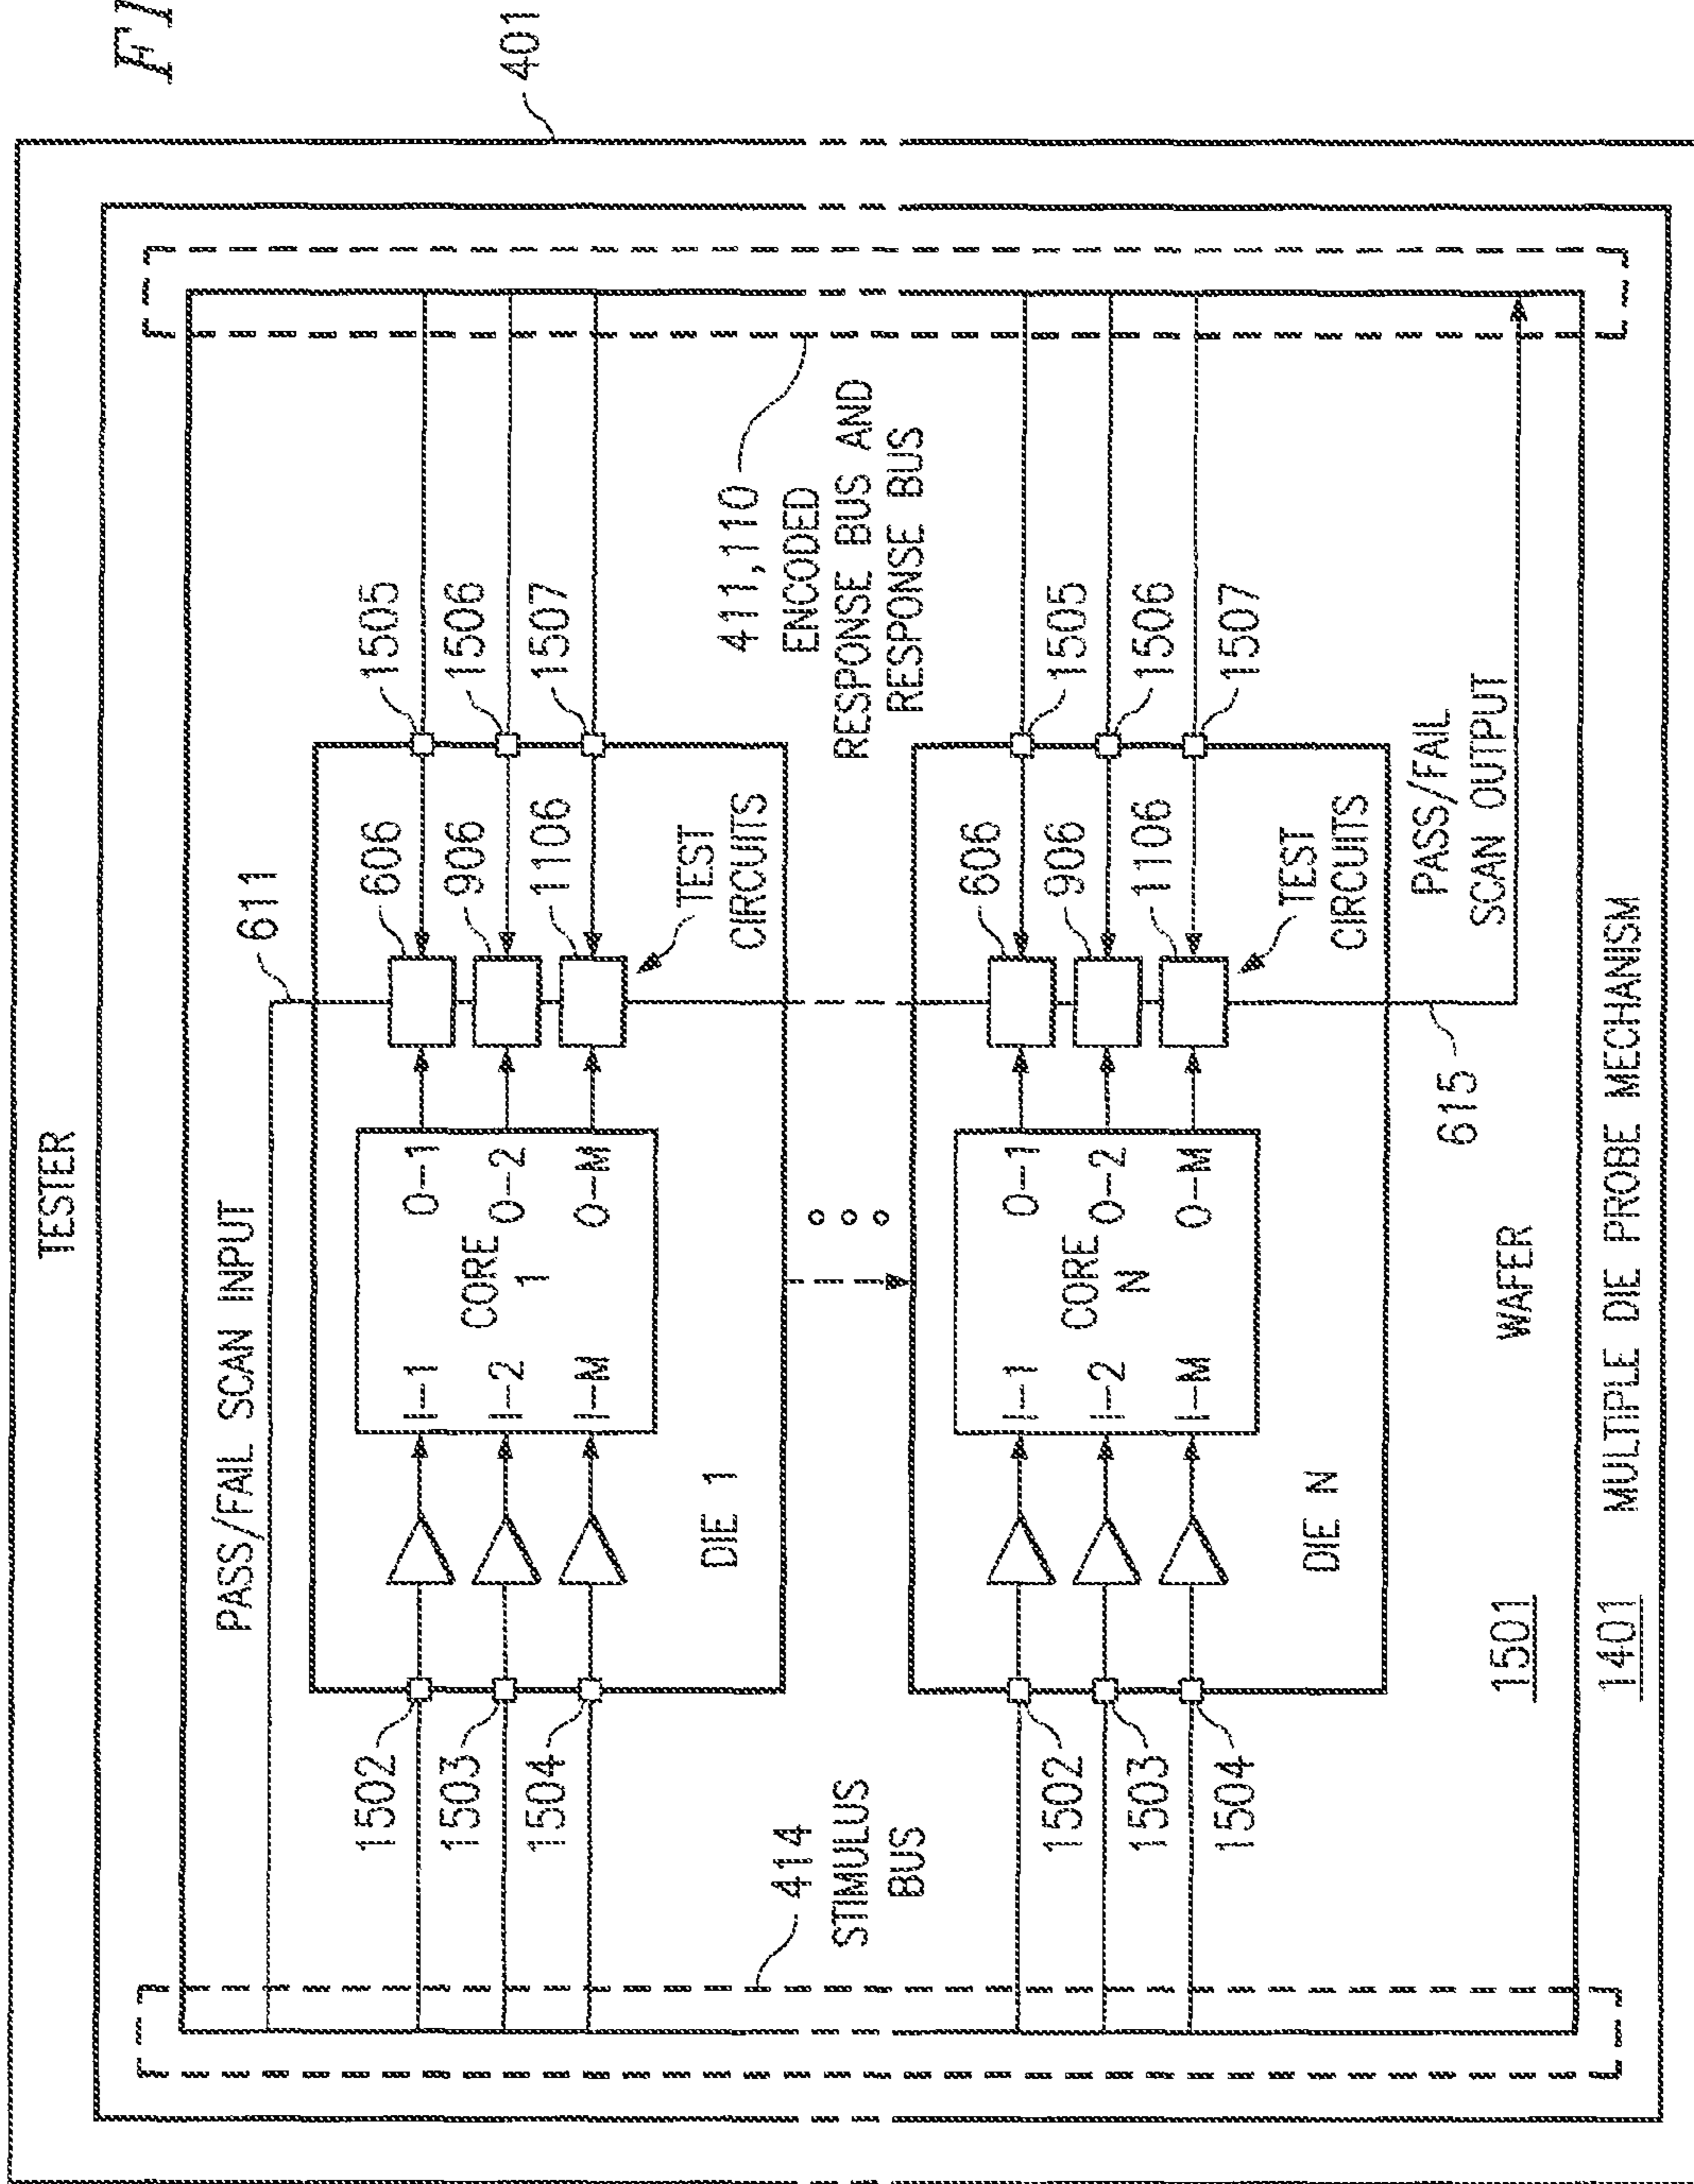 FI
401
TESTER
PASS/FAIL SCAN INPUT
611
1502
1503
1504
I-1
I-2
I-M
CORE
1
O-1
O-2
O-M
606
906
1106
1505
1506
1507
TEST
CIRCUITS
DIE 1
414
STIMULUS
BUS
411,110
ENCODED
RESPONSE BUS AND
RESPONSE BUS
1502
1503
1504
I-1
I-2
I-M
CORE
N
O-1
O-2
O-M
606
906
1106
1505
1506
1507
TEST
CIRCUITS
DIE N
PASS/FAIL
SCAN OUTPUT
615
1501
WAFER
1401
MULTIPLE DIE PROBE MECHANISM